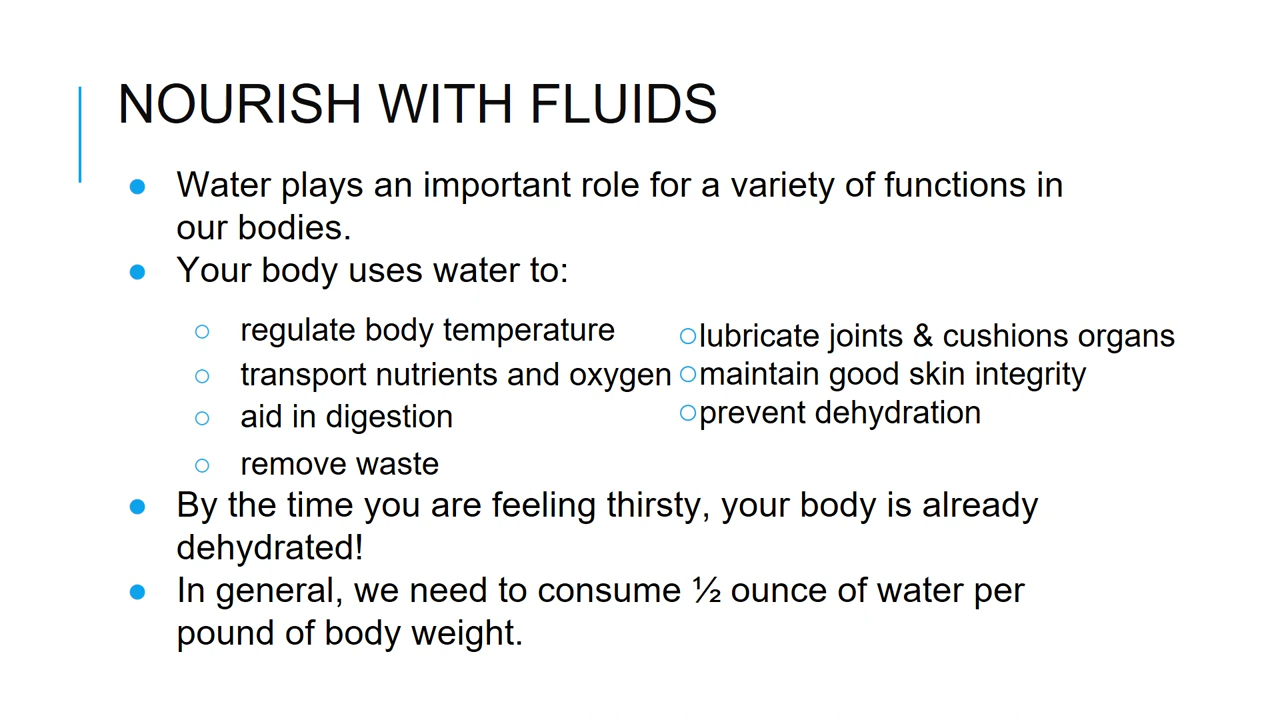 NOURISH WITH FLUIDS
● Water plays an important role for a variety of functions in
our bodies.
● Your body uses water to:
○ regulate body temperature
○ transport nutrients and oxygen
○ aid in digestion
○ remove waste
○lubricate joints & cushions organs
○maintain good skin integrity
○prevent dehydration
● By the time you are feeling thirsty, your body is already
dehydrated!
● In general, we need to consume ½ ounce of water per
pound of body weight.